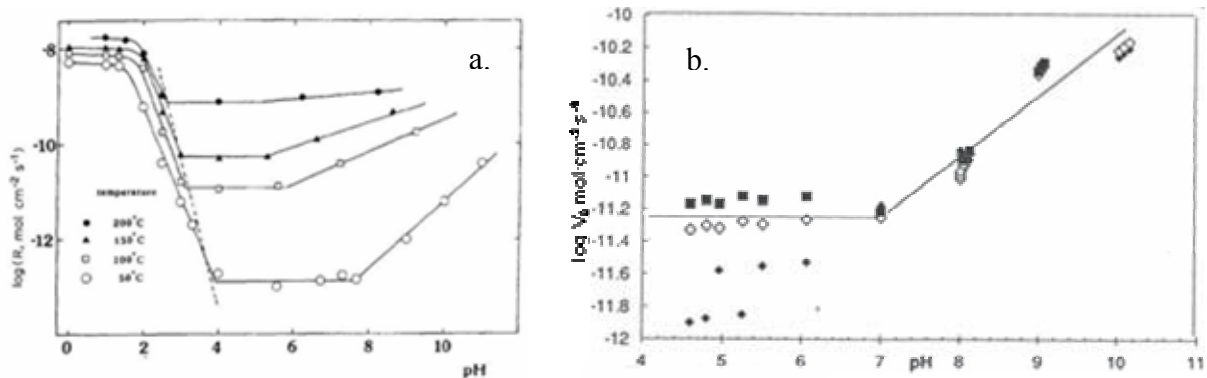 a.
log(R, mol cm⁻² s⁻¹)
-8
-10
-12
temperature
200°C
150°C
100°C
50°C
0 2 4 6 8 10
pH
b.
log mol·cm⁻²·s⁻¹
-10
-10.2
-10.4
-10.6
-10.8
-11
-11.2
-11.4
-11.6
-11.8
-12
4 5 6 7 pH 8 9 10 11